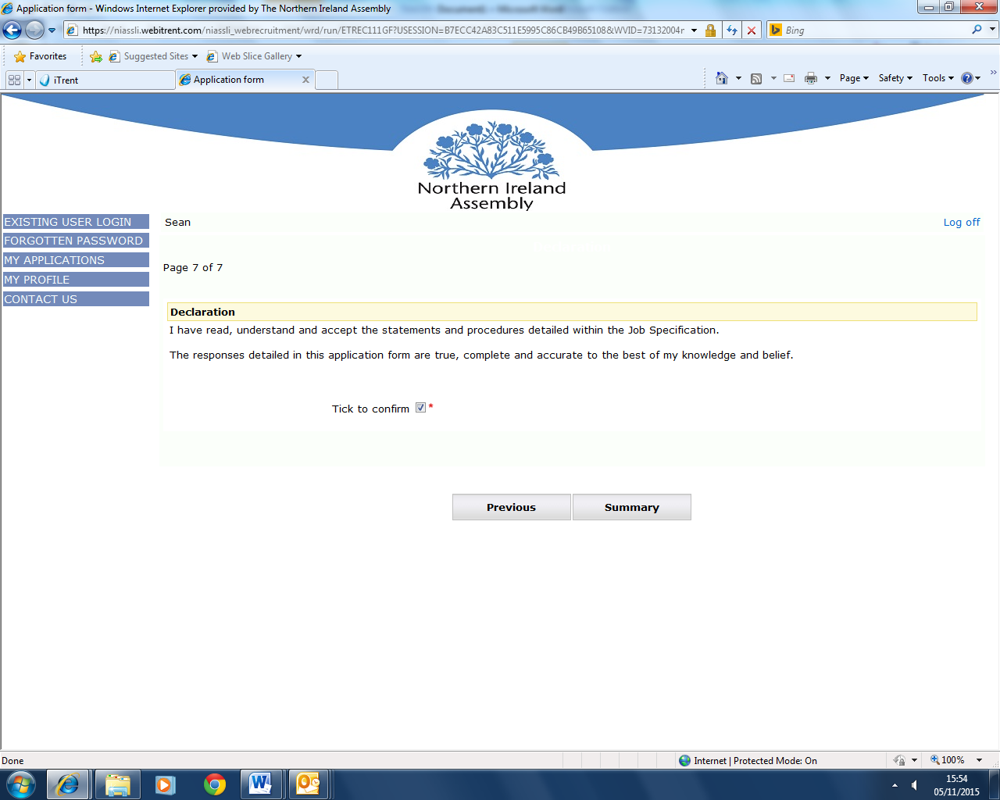 Application form - Windows Internet Explorer provided by The Northern Ireland Assembly
https://niassli.webitrent.com/niassli_webrecruitment/wrd/run/ETREC111GF?USESSION=B7ECC42A83C511E5995C86CB49B65108&WVID=73132004r
Bing
Favorites
Suggested Sites
Web Slice Gallery
iTrent
Application form
Page
Safety
Tools
Northern Ireland
Assembly
EXISTING USER LOGIN
FORGOTTEN PASSWORD
MY APPLICATIONS
MY PROFILE
CONTACT US
Sean
Log off
Page 7 of 7
Declaration
I have read, understand and accept the statements and procedures detailed within the Job Specification.
The responses detailed in this application form are true, complete and accurate to the best of my knowledge and belief.
Tick to confirm *
Previous
Summary
Done
Internet | Protected Mode: On
100%
15:54
05/11/2015